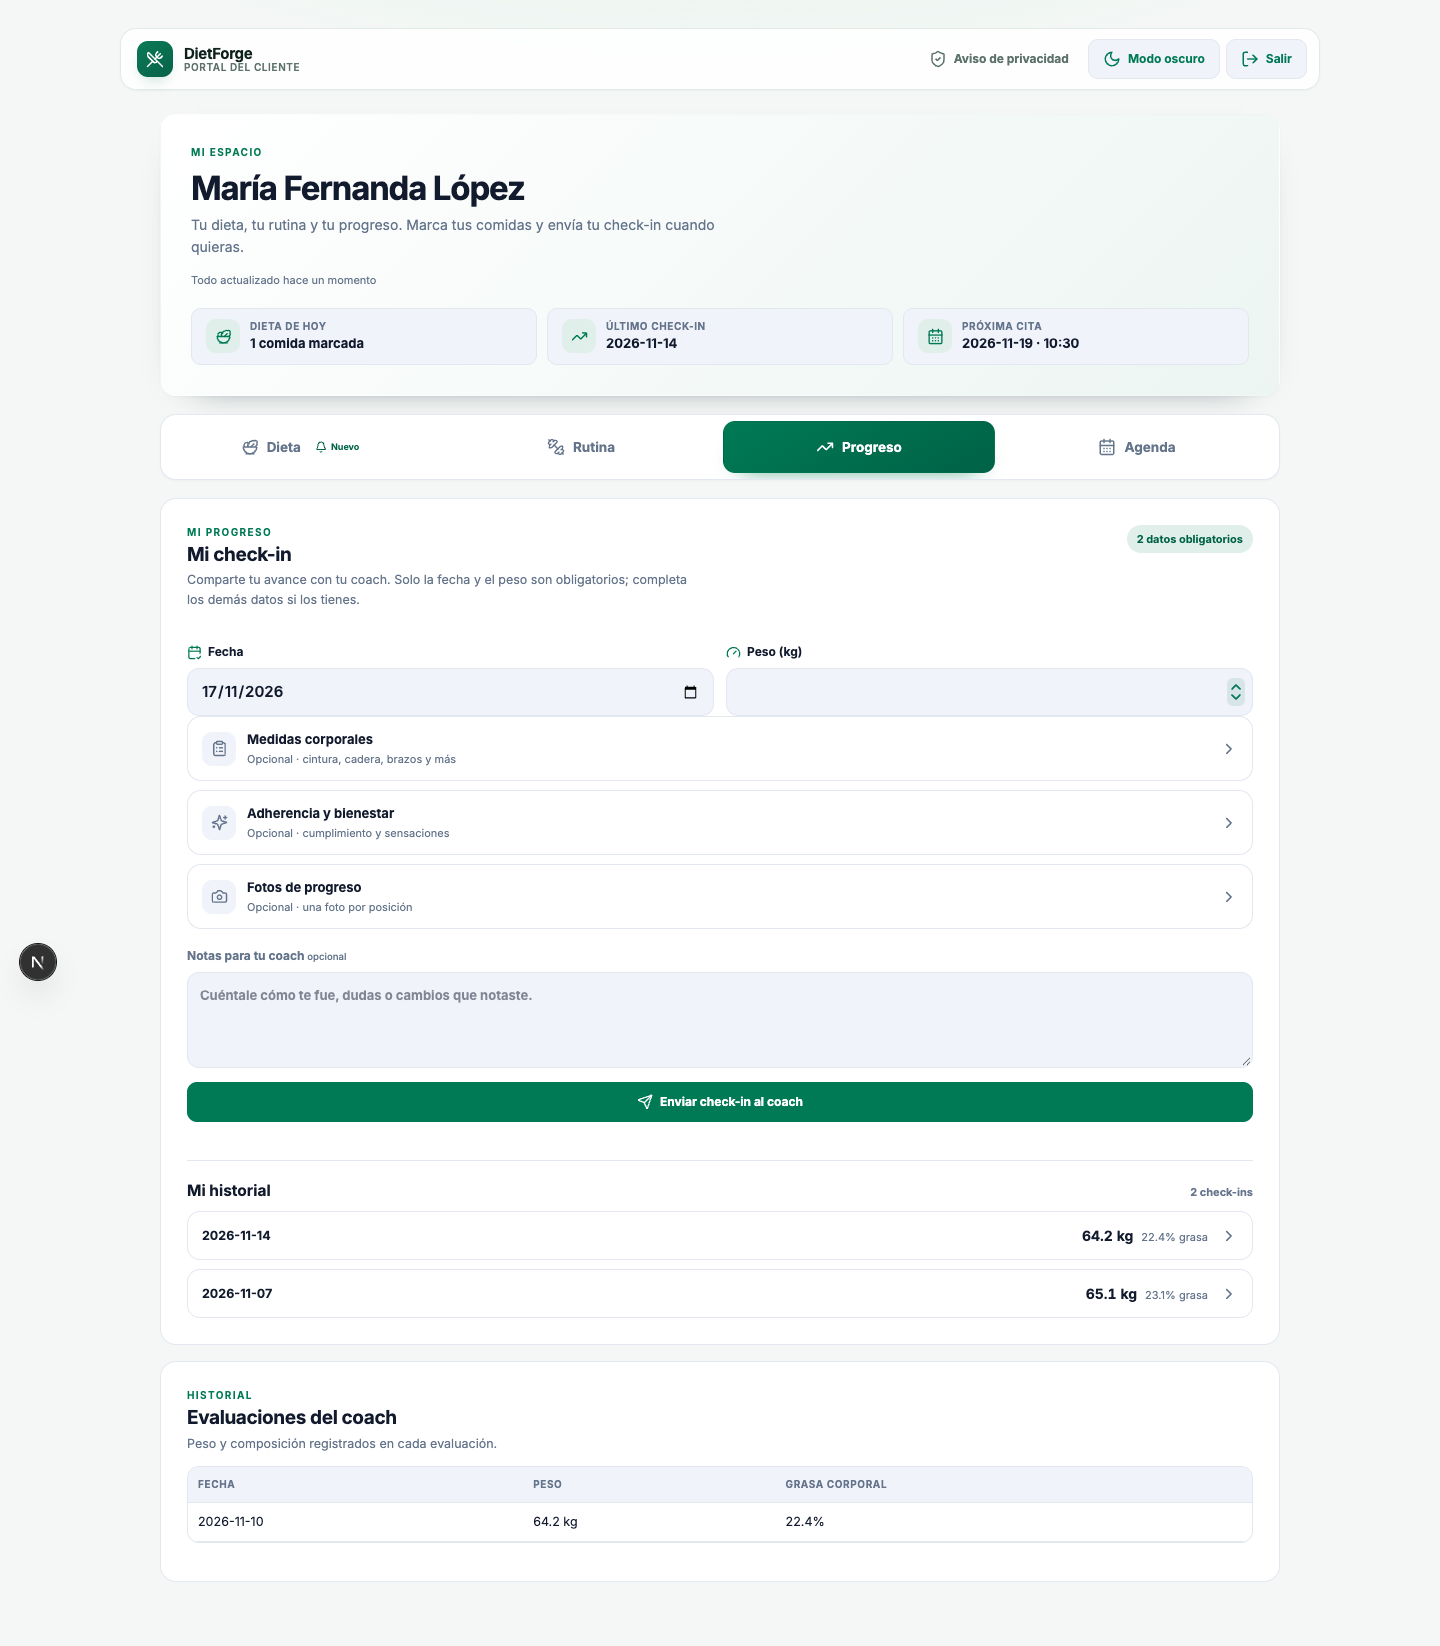 DietForge
PORTAL DEL CLIENTE
Aviso de privacidad
Modo oscuro
Salir
MI ESPACIO
María Fernanda López
Tu dieta, tu rutina y tu progreso. Marca tus comidas y envía tu check-in cuando
quieras.
Todo actualizado hace un momento
DIETA DE HOY
1 comida marcada
ÚLTIMO CHECK-IN
2026-11-14
PRÓXIMA CITA
2026-11-19 · 10:30
Dieta
Nuevo
Rutina
Progreso
Agenda
MI PROGRESO
Mi check-in
2 datos obligatorios
Comparte tu avance con tu coach. Solo la fecha y el peso son obligatorios; completa
los demás datos si los tienes.
Fecha
Peso (kg)
17/11/2026
Medidas corporales
Opcional · cintura, cadera, brazos y más
Adherencia y bienestar
Opcional · cumplimiento y sensaciones
Fotos de progreso
Opcional · una foto por posición
Notas para tu coach opcional
Cuéntale cómo te fue, dudas o cambios que notaste.
N
Enviar check-in al coach
Mi historial
2 check-ins
2026-11-14
64.2 kg 22.4% grasa
2026-11-07
65.1 kg 23.1% grasa
HISTORIAL
Evaluaciones del coach
Peso y composición registrados en cada evaluación.
FECHA PESO GRASA CORPORAL
2026-11-10 64.2 kg 22.4%